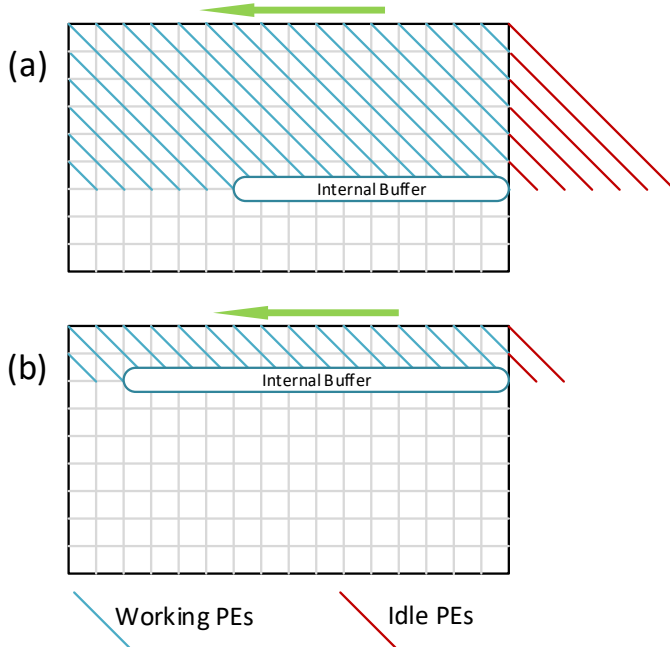 (a)
Internal Buffer
(b)
Internal Buffer
Working PEs
Idle PEs